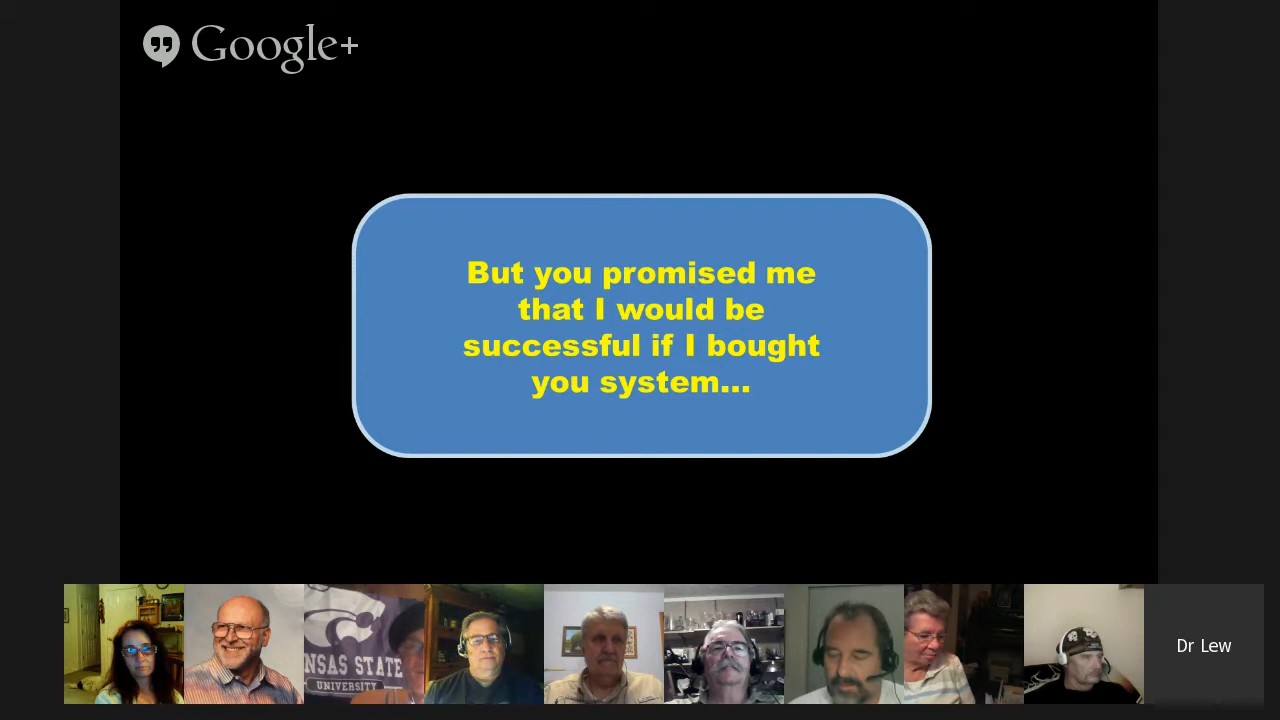 Google+
But you promised me
that I would be
successful if I bought
you system...
NSAS STATE
UNIVERSITY
Dr Lew